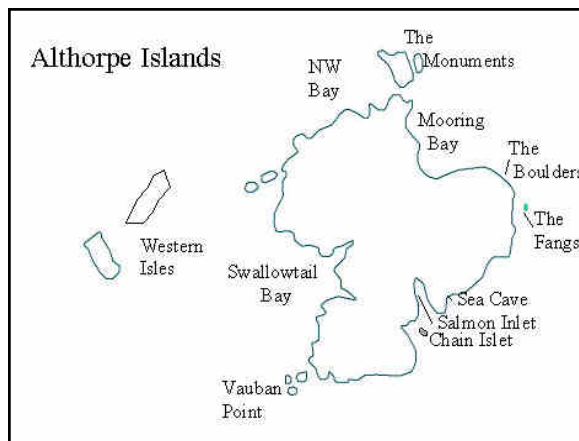 Althorpe Islands
The
Monuments
NW
Bay
Mooring
Bay
The
Boulders
The
Fangs
Western
Isles
Swallowtail
Bay
Sea Cave
Salmon Inlet
Chain Islet
Vauban
Point